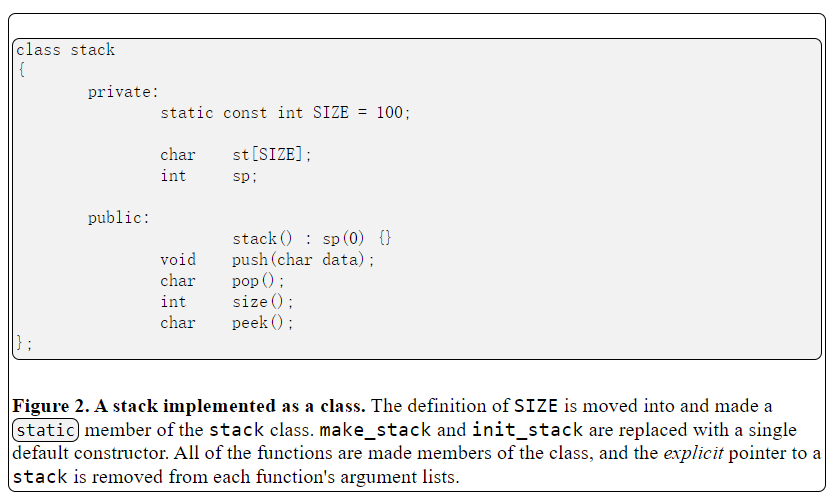 class stack
{
private:
static const int SIZE = 100;
char st[SIZE];
int sp;
public:
stack() : sp(0) {}
void push(char data);
char pop();
int size();
char peek();
};
Figure 2. A stack implemented as a class. The definition of SIZE is moved into and made a
static member of the stack class. make_stack and init_stack are replaced with a single
default constructor. All of the functions are made members of the class, and the explicit pointer to a
stack is removed from each function's argument lists.